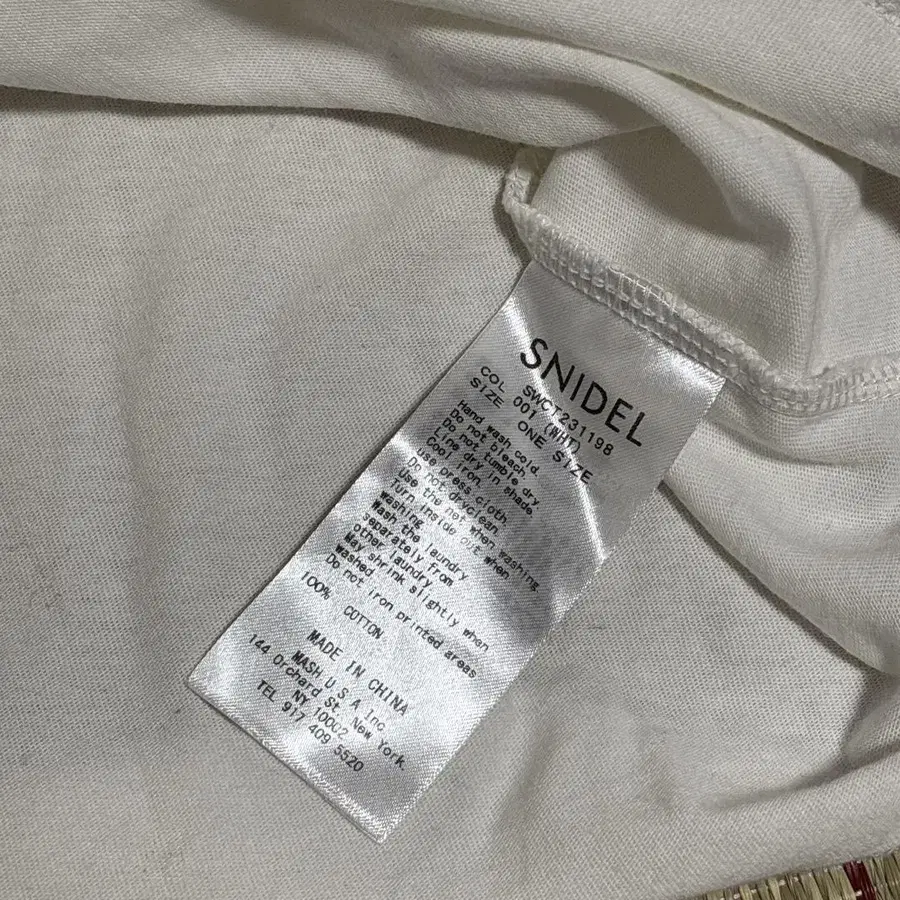 SNIDEL
SWCT231198
COL 001 (WHT)
SIZE ONE SIZE
Hand wash cold
Do not bleach
Do not tumble dry
Line dry in shade
Cool iron,
use press cloth
Do not dryclean
Use the net when washing
Turn inside out when
washing
Wash the laundry
separately from
other laundry
May shrink slightly when
washed
Do not iron printed areas
100% COTTON
MADE IN CHINA
MASH U S A Inc.
144 Orchard St. New York.
NY 10002
TEL 917 409 5520